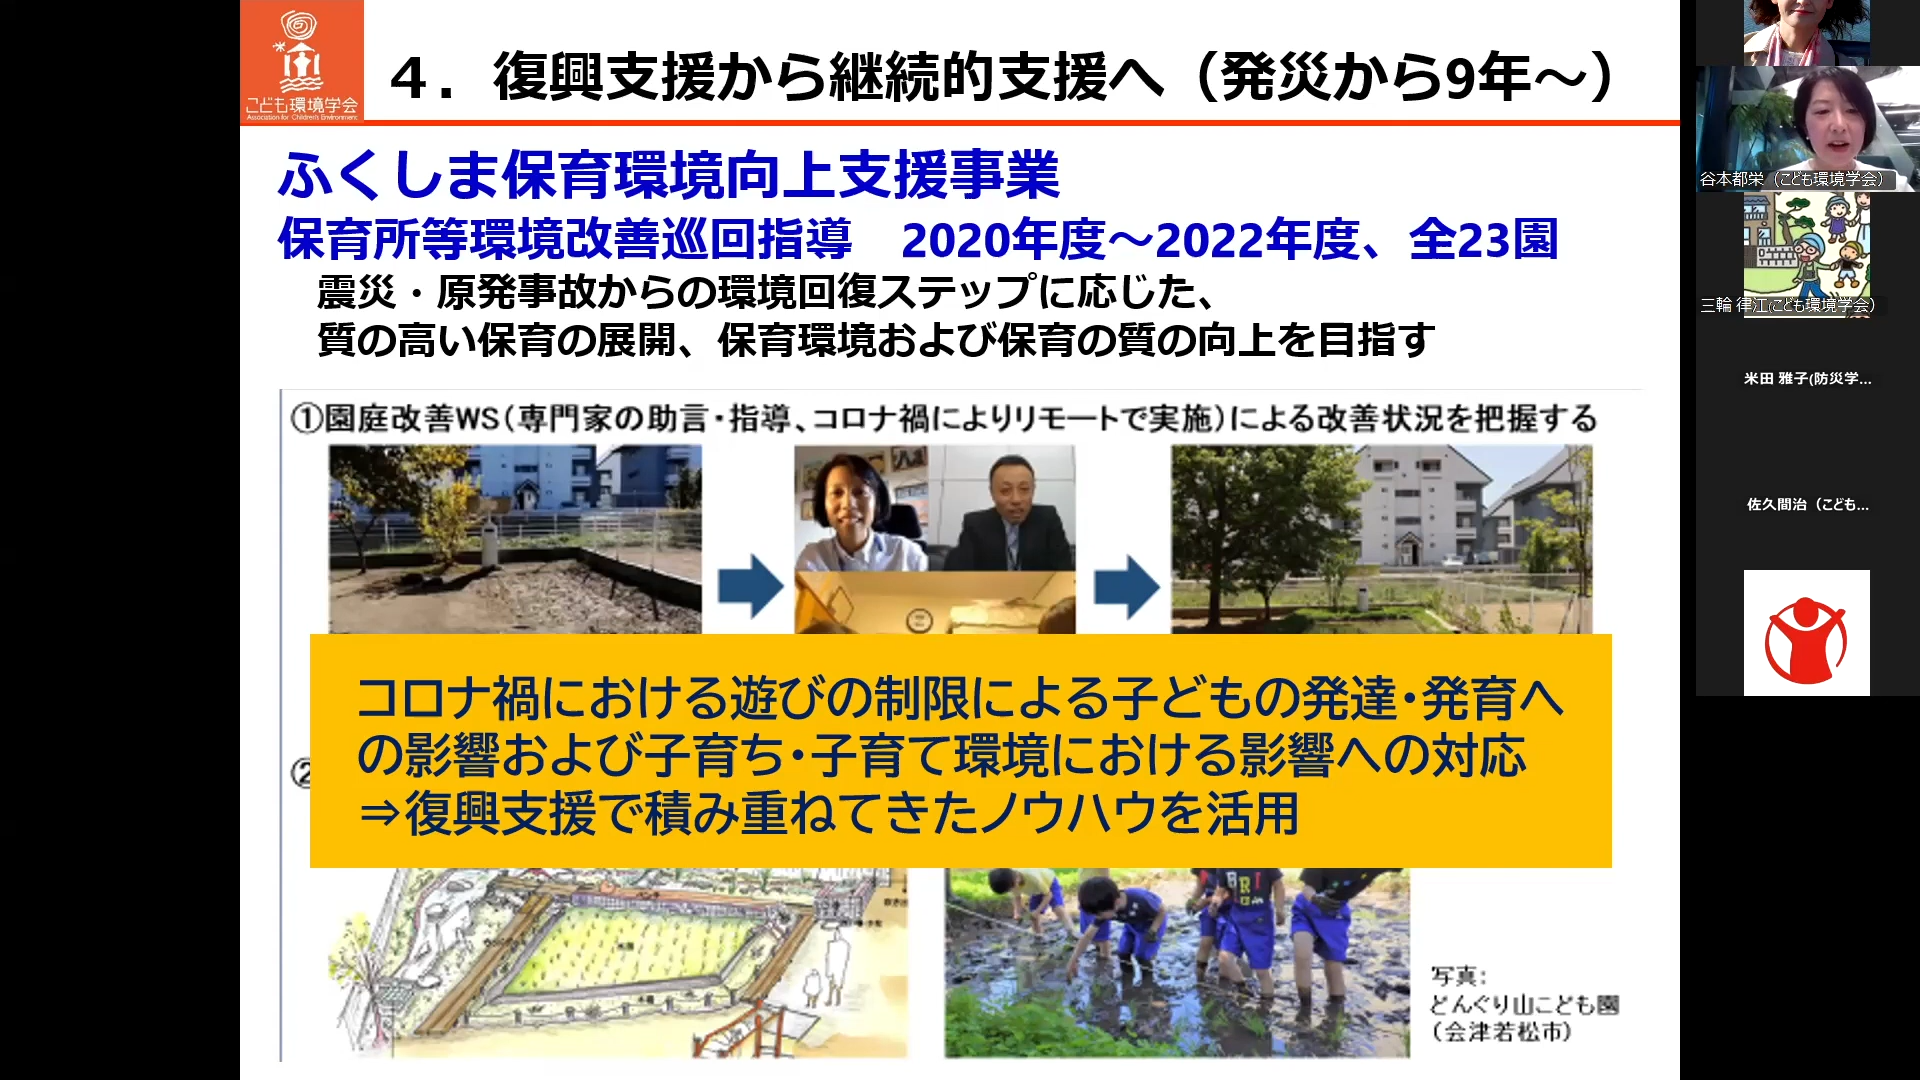 こども環境学会
Association for Children's Environment
４．復興支援から継続的支援へ（発災から9年～）
ふくしま保育環境向上支援事業
保育所等環境改善巡回指導　2020年度～2022年度、全23園
震災・原発事故からの環境回復ステップに応じた、
質の高い保育の展開、保育環境および保育の質の向上を目指す
①園庭改善WS（専門家の助言・指導、コロナ禍によりリモートで実施）による改善状況を把握する
②
コロナ禍における遊びの制限による子どもの発達・発育へ
の影響および子育ち・子育て環境における影響への対応
⇒復興支援で積み重ねてきたノウハウを活用
写真：
どんぐり山こども園
（会津若松市）
谷本都栄（こども環境学会）
三輪 律江(こども環境学会）
米田 雅子(防災学...
佐久間治（こども...